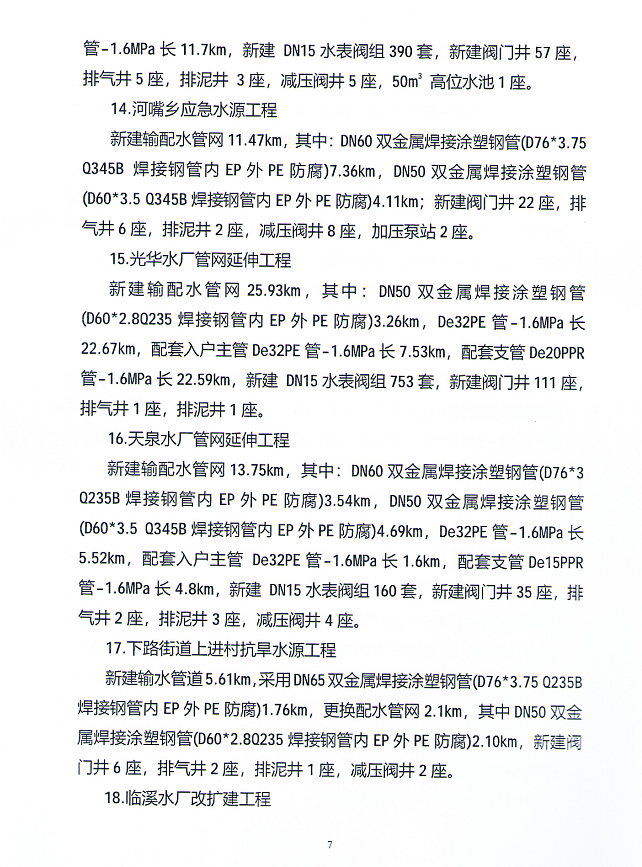 管-1.6MPa 长 11.7km，新建 DN15 水表阀组 390 套，新建阀门井 57 座，
排气井 5 座，排泥井 3 座，减压阀井 5 座，50m³ 高位水池 1 座。
14.河嘴乡应急水源工程
新建输配水管网 11.47km，其中：DN60 双金属焊接涂塑钢管(D76*3.75
Q345B 焊接钢管内 EP 外 PE 防腐)7.36km，DN50 双金属焊接涂塑钢管
(D60*3.5 Q345B 焊接钢管内 EP 外 PE 防腐)4.11km；新建阀门井 22 座，排
气井 6 座，排泥井 2 座，减压阀井 8 座，加压泵站 2 座。
15.光华水厂管网延伸工程
新建输配水管网 25.93km，其中：DN50 双金属焊接涂塑钢管
(D60*2.8Q235 焊接钢管内 EP 外 PE 防腐)3.26km，De32PE 管-1.6MPa 长
22.67km，配套入户主管 De32PE 管-1.6MPa 长 7.53km，配套支管 De20PPR
管-1.6MPa 长 22.59km，新建 DN15 水表阀组 753 套，新建阀门井 111 座，
排气井 1 座，排泥井 1 座。
16.天泉水厂管网延伸工程
新建输配水管网 13.75km，其中：DN60 双金属焊接涂塑钢管(D76*3
Q235B 焊接钢管内 EP 外 PE 防腐)3.54km，DN50 双金属焊接涂塑钢管
(D60*3.5 Q345B 焊接钢管内 EP 外 PE 防腐)4.69km，De32PE 管-1.6MPa 长
5.52km，配套入户主管 De32PE 管-1.6MPa 长 1.6km，配套支管 De15PPR
管-1.6MPa 长 4.8km，新建 DN15 水表阀组 160 套，新建阀门井 35 座，排
气井 2 座，排泥井 3 座，减压阀井 4 座。
17.下路街道上进村抗旱水源工程
新建输水管道 5.61km,采用 DN65 双金属焊接涂塑钢管(D76*3.75 Q235B
焊接钢管内 EP 外 PE 防腐)1.76km，更换配水管网 2.1km，其中 DN50 双金
属焊接涂塑钢管(D60*2.8Q235 焊接钢管内 EP 外 PE 防腐)2.10km，新建阀
门井 6 座，排气井 2 座，排泥井 1 座，减压阀井 2 座。
18.临溪水厂改扩建工程
7